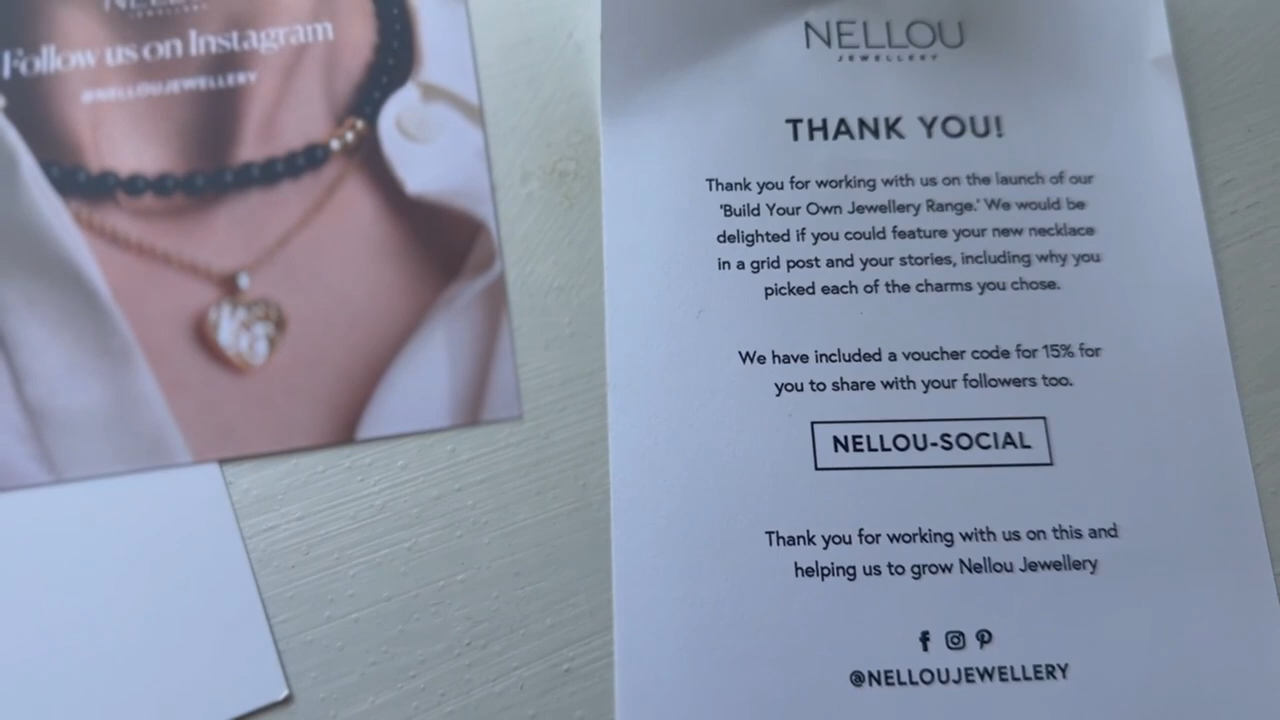 NELLOU
JEWELLERY
Follow us on Instagram
@NELLOUJEWELLERY
NELLOU
JEWELLERY
THANK YOU!
Thank you for working with us on the launch of our
'Build Your Own Jewellery Range.' We would be
delighted if you could feature your new necklace
in a grid post and your stories, including why you
picked each of the charms you chose.
We have included a voucher code for 15% for
you to share with your followers too.
NELLOU-SOCIAL
Thank you for working with us on this and
helping us to grow Nellou Jewellery
@NELLOUJEWELLERY